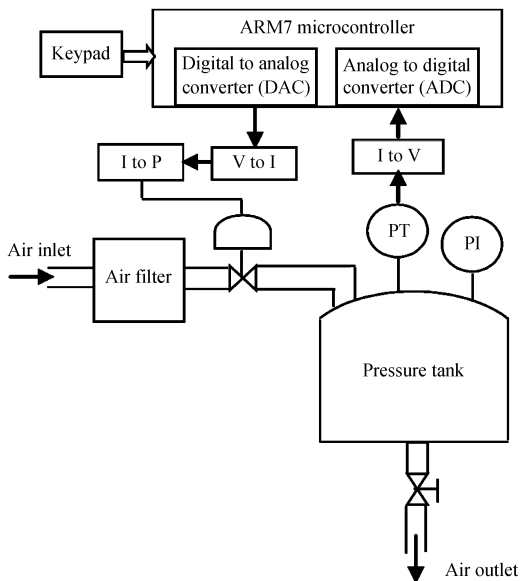 ARM7 microcontroller
Keypad
Digital to analog
converter (DAC)
Analog to digital
converter (ADC)
I to P
V to I
I to V
PT
PI
Air inlet
Air filter
Pressure tank
Air outlet